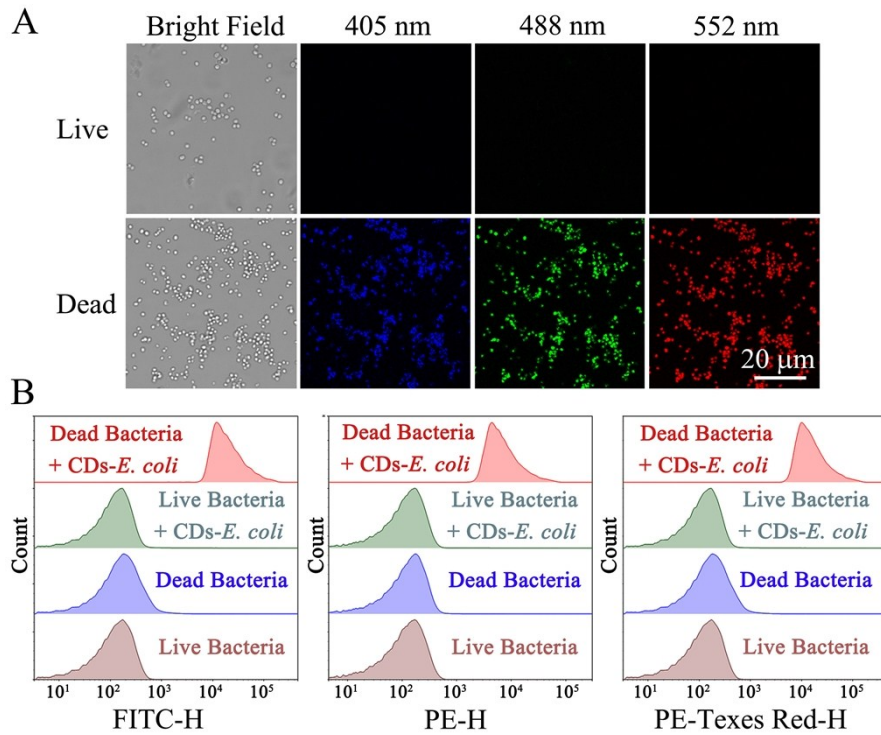 A
Bright Field 405 nm 488 nm 552 nm
Live
Dead
20 μm
B
Count
Dead Bacteria
+ CDs-E. coli
Live Bacteria
+ CDs-E. coli
Dead Bacteria
Live Bacteria
10¹ 10² 10³ 10⁴ 10⁵
FITC-H
Count
Dead Bacteria
+ CDs-E. coli
Live Bacteria
+ CDs-E. coli
Dead Bacteria
Live Bacteria
10¹ 10² 10³ 10⁴ 10⁵
PE-H
Count
Dead Bacteria
+ CDs-E. coli
Live Bacteria
+ CDs-E. coli
Dead Bacteria
Live Bacteria
10¹ 10² 10³ 10⁴ 10⁵
PE-Texes Red-H